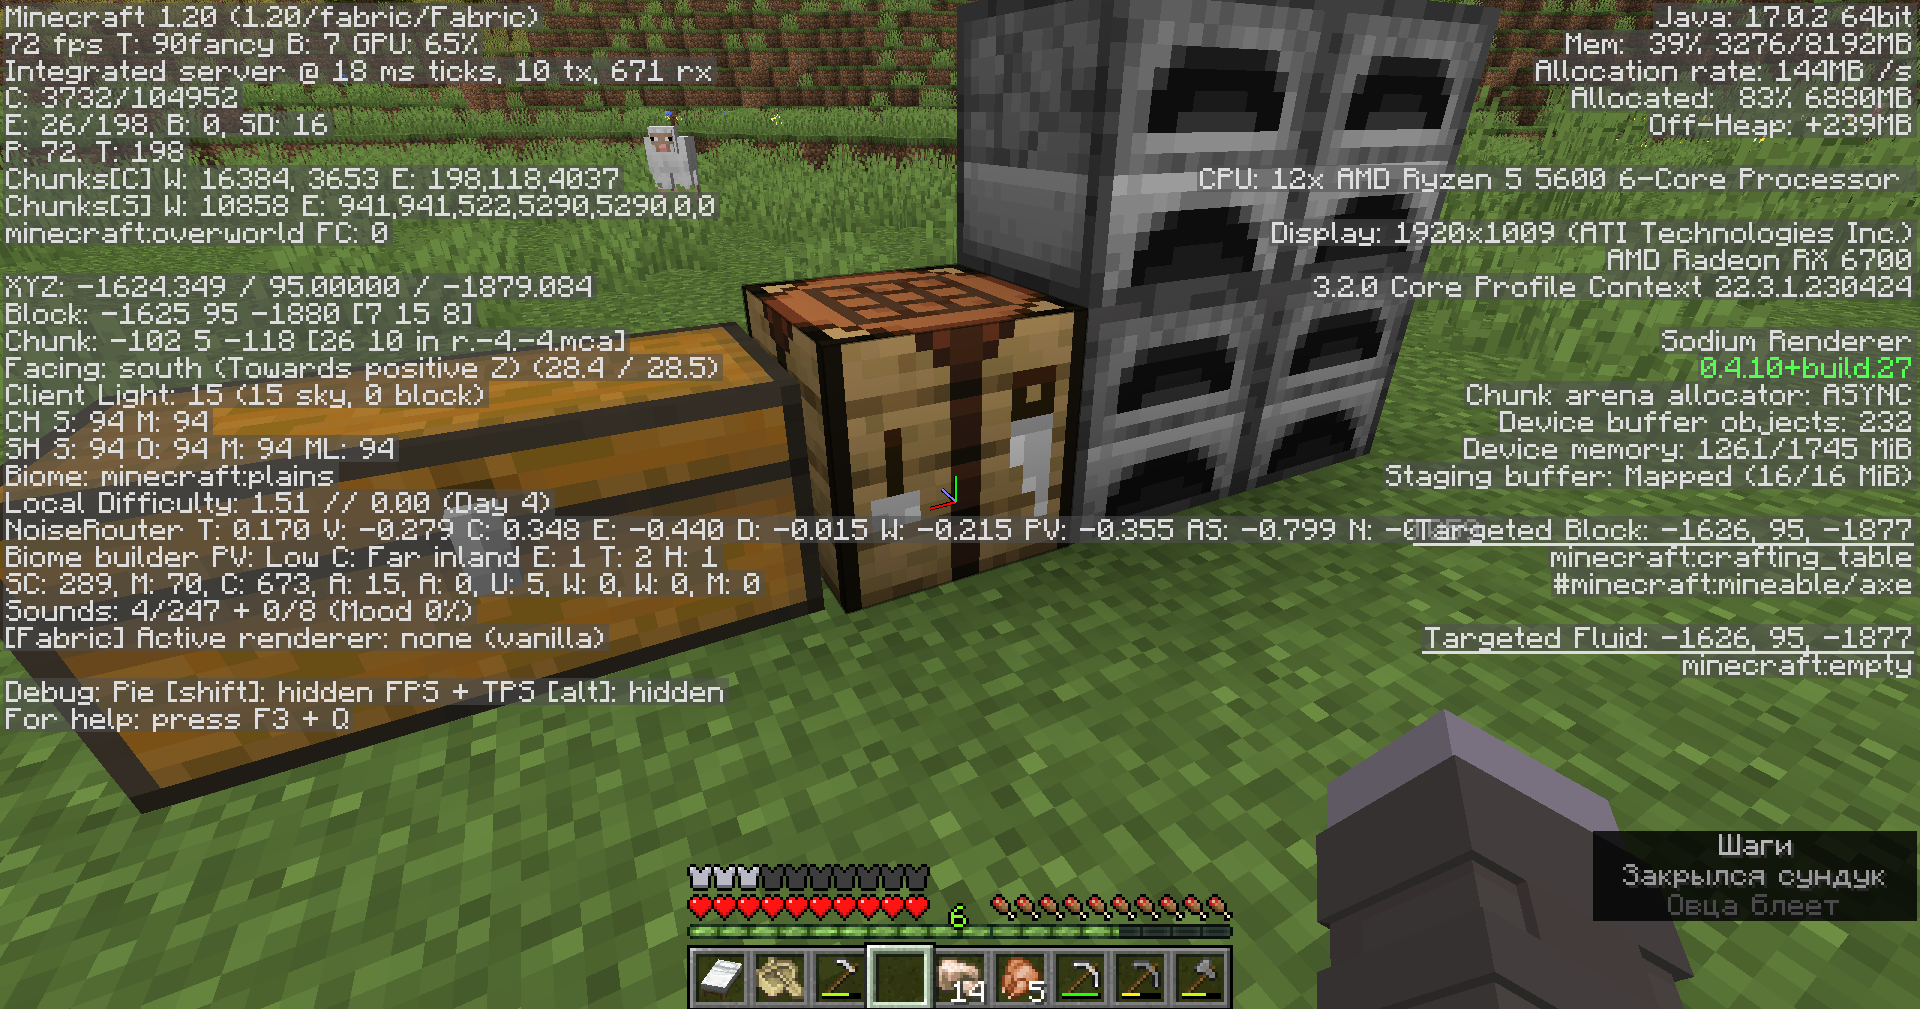 Minecraft 1.20 (1.20/fabric/Fabric)
72 fps T: 90fancy B: 7 GPU: 65%
Integrated server @ 18 ms ticks, 10 tx, 671 rx
C: 3732/104952
E: 26/198, B: 0, SD: 16
P: 72. T: 198
Chunks[C] W: 16384, 3653 E: 198,118,4037
Chunks[S] W: 10858 E: 941,941,522,5290,5290,0,0
minecraft:overworld FC: 0
XYZ: -1624.349 / 95.00000 / -1879.084
Block: -1625 95 -1880 [7 15 8]
Chunk: -102 5 -118 [26 10 in r.-4.-4.mca]
Facing: south (Towards positive Z) (28.4 / 28.5)
Client Light: 15 (15 sky, 0 block)
CH S: 94 M: 94
SH S: 94 O: 94 M: 94 ML: 94
Biome: minecraft:plains
Local Difficulty: 1.51 // 0.00 (Day 4)
NoiseRouter T: 0.170 V: -0.279 C: 0.348 E: -0.440 D: -0.015 W: -0.215 PV: -0.355 AS: -0.799 N:
Biome builder PV: Low C: Far inland E: 1 T: 2 H: 1
SC: 289, M: 70, C: 673, A: 15, A: 0, U: 5, W: 0, W: 0, M: 0
Sounds: 4/247 + 0/8 (Mood 0%)
[Fabric] Active renderer: none (vanilla)
Debug: Pie [shift]: hidden FPS + TPS [alt]: hidden
For help: press F3 + Q
Java: 17.0.2 64bit
Mem: 39% 3276/8192MB
Allocation rate: 144MB /s
Allocated: 83% 6880MB
Off-Heap: +239MB
CPU: 12x AMD Ryzen 5 5600 6-Core Processor
Display: 1920x1009 (ATI Technologies Inc.)
AMD Radeon RX 6700
3.2.0 Core Profile Context 22.3.1.230424
Sodium Renderer
0.4.10+build.27
Chunk arena allocator: ASYNC
Device buffer objects: 232
Device memory: 1261/1745 MiB
Staging buffer: Mapped (16/16 MiB)
Targeted Block: -1626, 95, -1877
minecraft:crafting_table
#minecraft:mineable/axe
Targeted Fluid: -1626, 95, -1877
minecraft:empty
Шаги
Закрылся сундук
Овца блеет
6
14
5